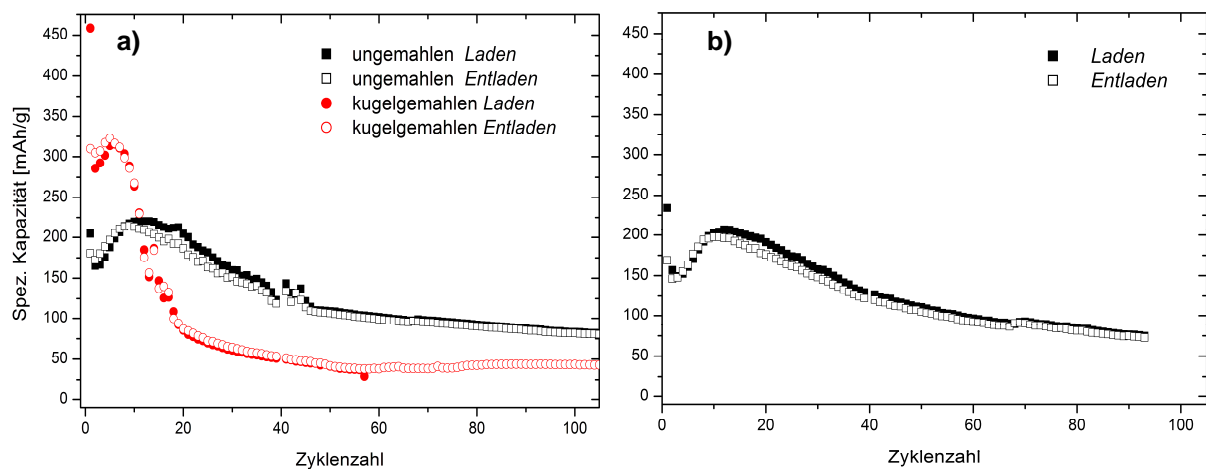 a)
ungemahlen Laden
ungemahlen Entladen
kugelgemahlen Laden
kugelgemahlen Entladen
450
400
350
300
250
200
150
100
50
0
Spez. Kapazität [mAh/g]
0 20 40 60 80 100
Zyklenzahl
b)
Laden
Entladen
450
400
350
300
250
200
150
100
50
0
0 20 40 60 80 100
Zyklenzahl